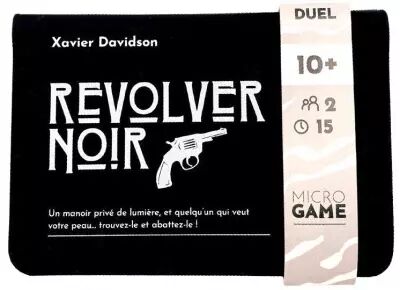 Xavier Davidson
REVOLVER
NOIR
Un manoir privé de lumière, et quelqu'un qui veut
votre peau... trouvez-le et abattez-le !
DUEL
10+
2
15
MICRO
GAME